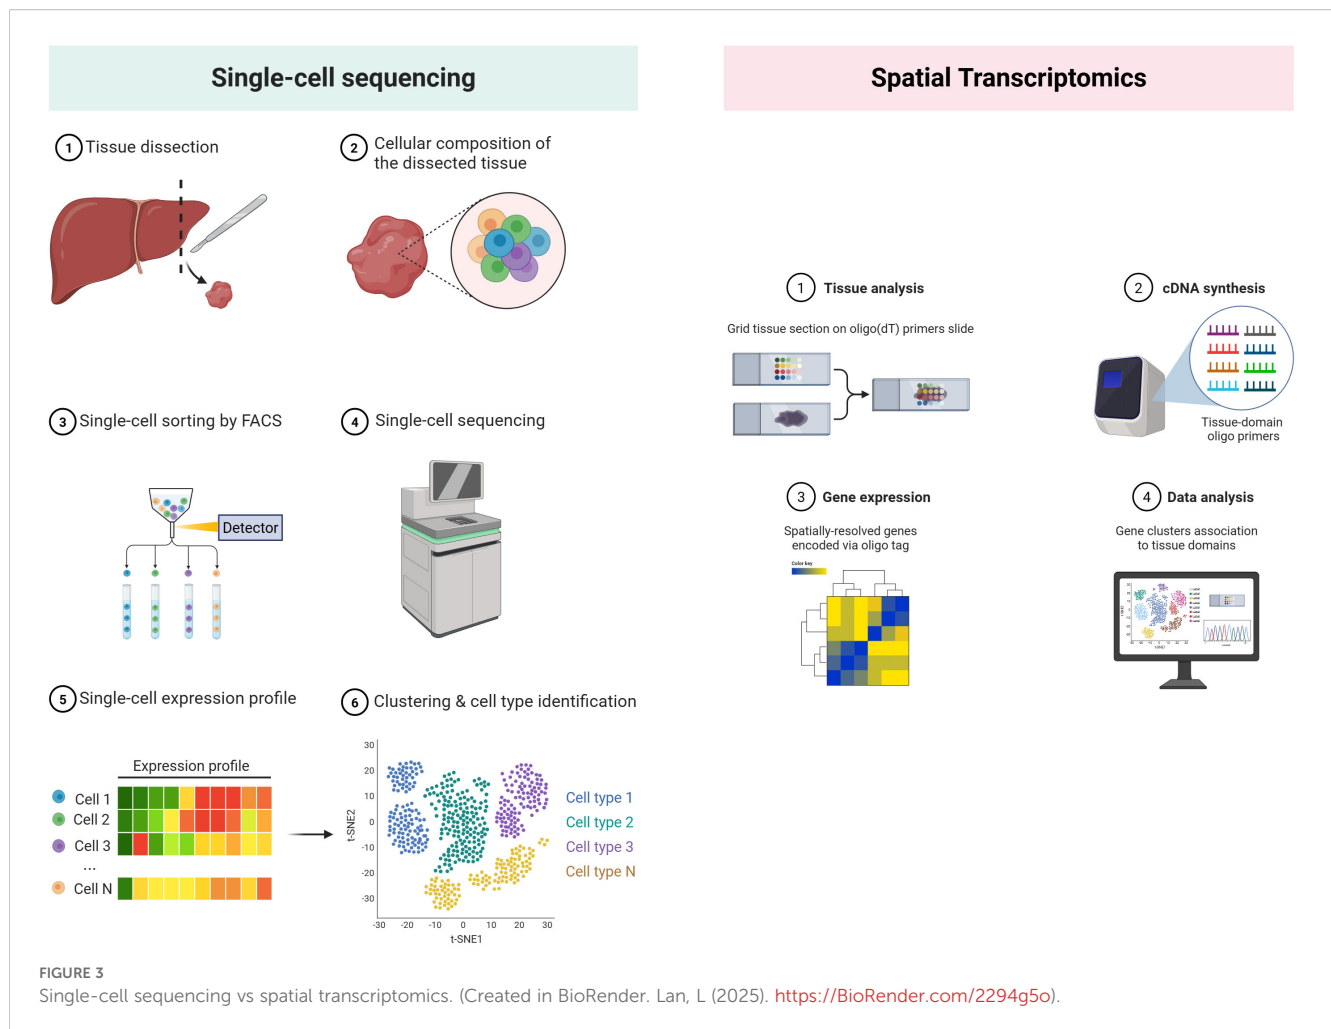 Single-cell sequencing
1 Tissue dissection
2 Cellular composition of
the dissected tissue
3 Single-cell sorting by FACS
Detector
4 Single-cell sequencing
5 Single-cell expression profile
Expression profile
Cell 1
Cell 2
Cell 3
...
Cell N
6 Clustering & cell type identification
30
20
10
0
-10
-20
-30
t-SNE2
-30 -20 -10 0 10 20 30
t-SNE1
Cell type 1
Cell type 2
Cell type 3
Cell type N
Spatial Transcriptomics
1 Tissue analysis
Grid tissue section on oligo(dT) primers slide
2 cDNA synthesis
Tissue-domain
oligo primers
3 Gene expression
Spatially-resolved genes
encoded via oligo tag
Color key
4 Data analysis
Gene clusters association
to tissue domains
t-SNE1
FIGURE 3
Single-cell sequencing vs spatial transcriptomics. (Created in BioRender. Lan, L (2025). https://BioRender.com/2294g5o).